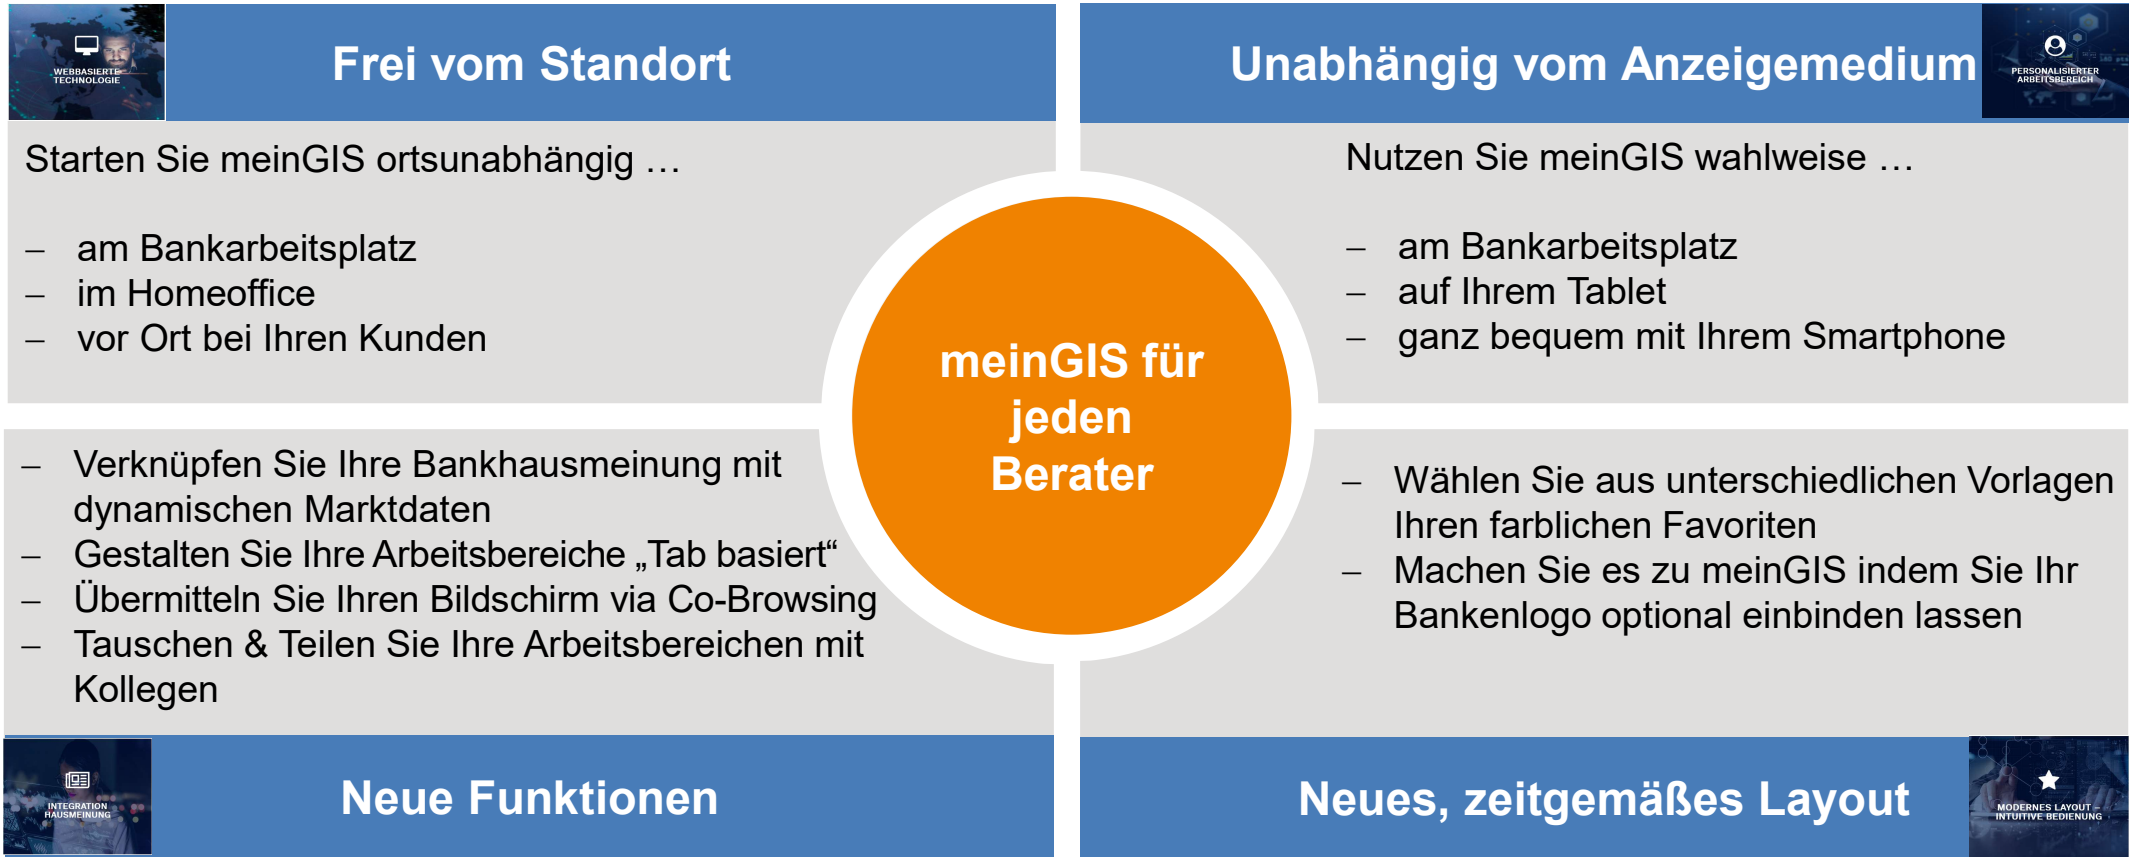 WEBBASIERTE
TECHNOLOGIE
Frei vom Standort
Starten Sie meinGIS ortsunabhängig …
– am Bankarbeitsplatz
– im Homeoffice
– vor Ort bei Ihren Kunden
Unabhängig vom Anzeigemedium
PERSONALISIERTER
ARBEITSBEREICH
Nutzen Sie meinGIS wahlweise …
– am Bankarbeitsplatz
– auf Ihrem Tablet
– ganz bequem mit Ihrem Smartphone
meinGIS für
jeden
Berater
– Verknüpfen Sie Ihre Bankhausmeinung mit
dynamischen Marktdaten
– Gestalten Sie Ihre Arbeitsbereiche „Tab basiert“
– Übermitteln Sie Ihren Bildschirm via Co-Browsing
– Tauschen & Teilen Sie Ihre Arbeitsbereichen mit
Kollegen
INTEGRATION
HAUSMEINUNG
Neue Funktionen
– Wählen Sie aus unterschiedlichen Vorlagen
Ihren farblichen Favoriten
– Machen Sie es zu meinGIS indem Sie Ihr
Bankenlogo optional einbinden lassen
Neues, zeitgemäßes Layout
MODERNES LAYOUT –
INTUITIVE BEDIENUNG